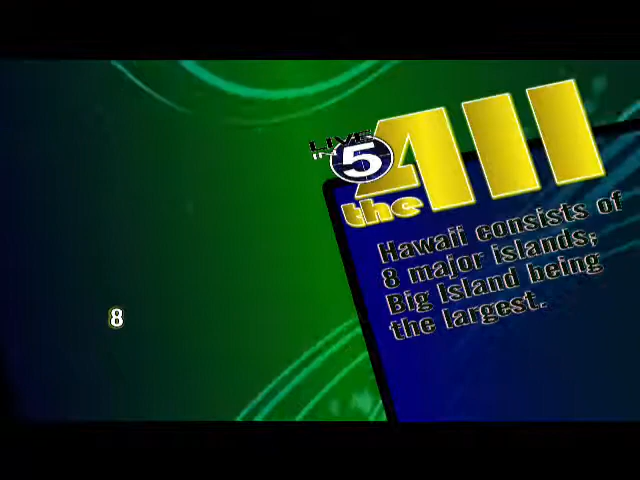 LIVE
IN 5
the 411
Hawaii consists of
8 major islands;
Big Island being
the largest.
8